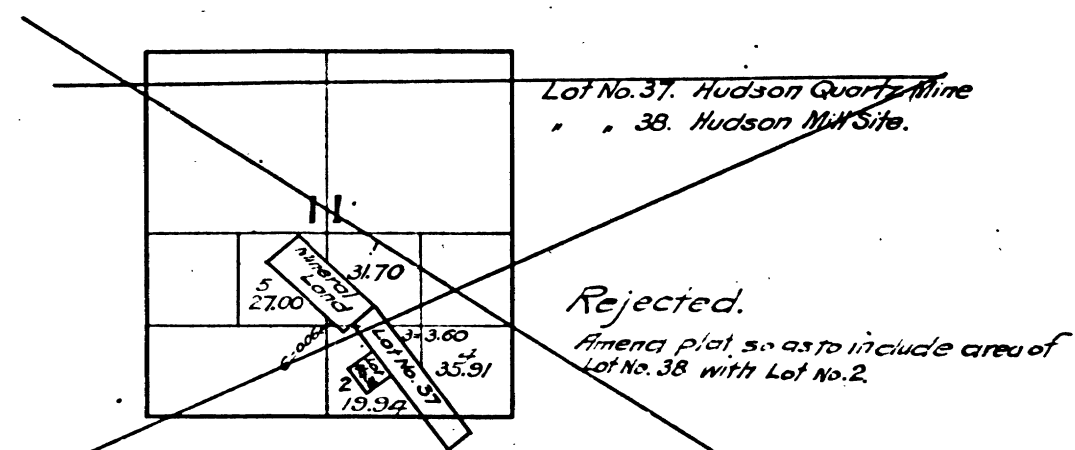 Lot No. 37. Hudson Quartz Mine
" " 38. Hudson Mill Site.
11
Mineral
Land
1
31.70
5
27.00
Rejected.
Amend plat so as to include area of
Lot No. 38 with Lot No. 2.
3=3.60
4
35.91
Lot No. 37
Lot
2
19.94